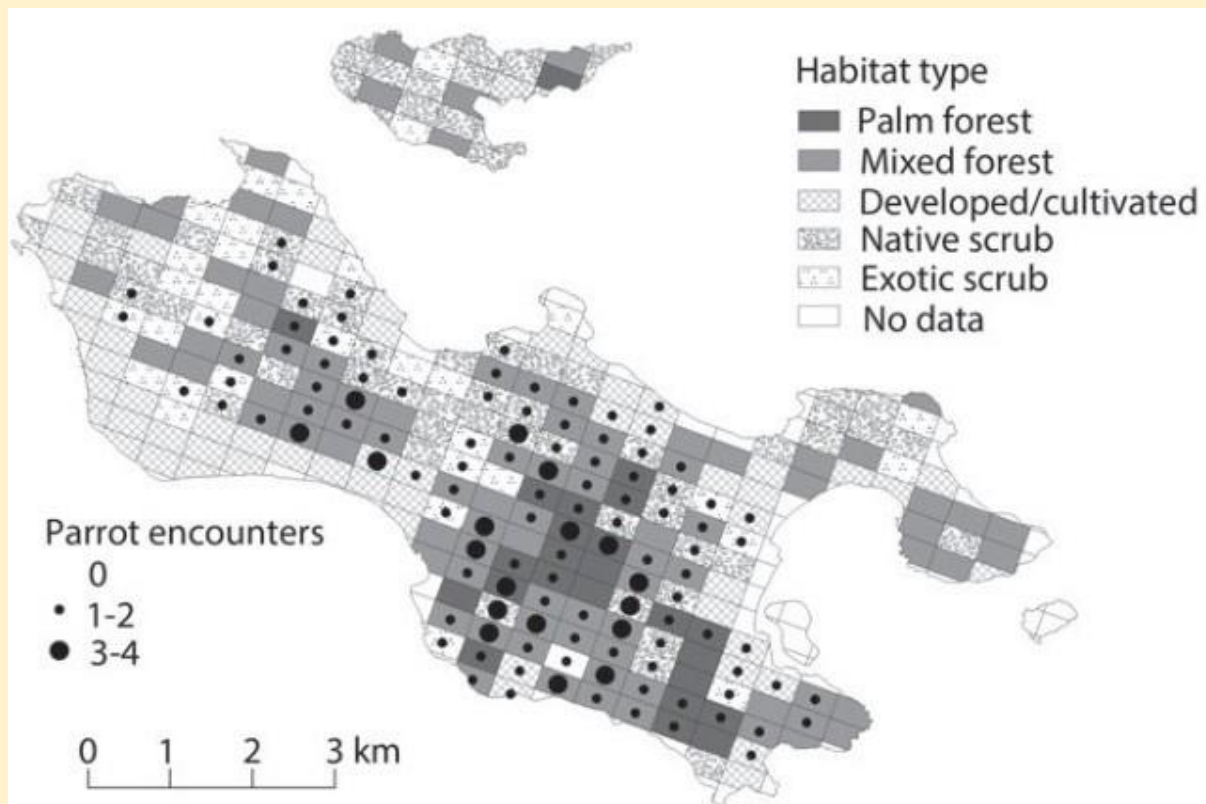 Habitat type
Palm forest
Mixed forest
Developed/cultivated
Native scrub
Exotic scrub
No data
Parrot encounters
0
1-2
3-4
0 1 2 3 km